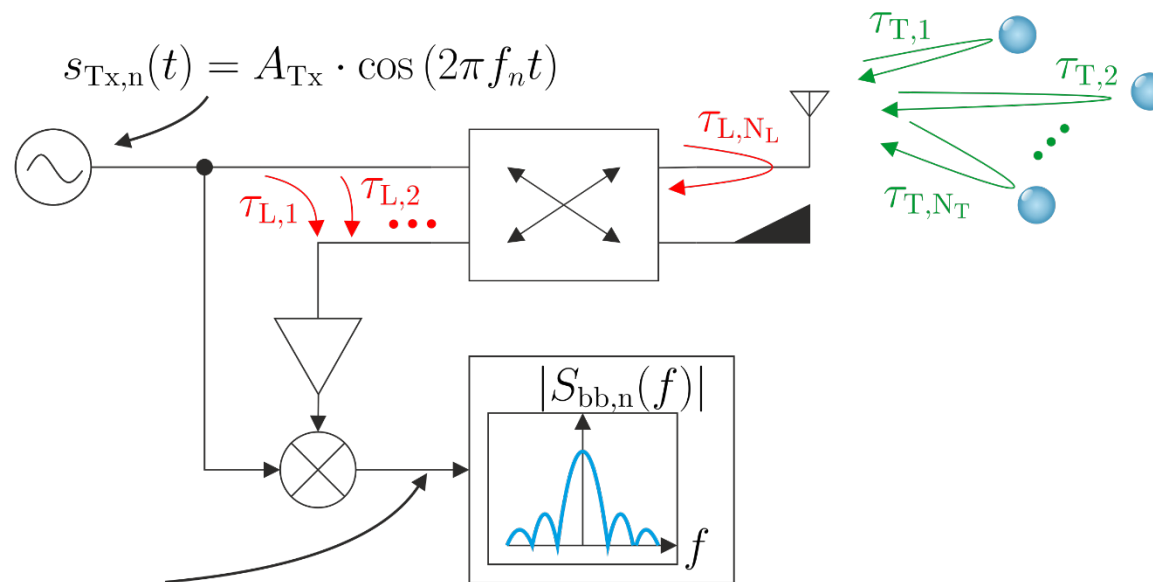 s_Tx,n(t) = A_Tx · cos (2πf_n t)
τ_T,1
τ_T,2
τ_L,N_L
τ_L,1
τ_L,2
τ_T,N_T
|S_bb,n(f)|
f